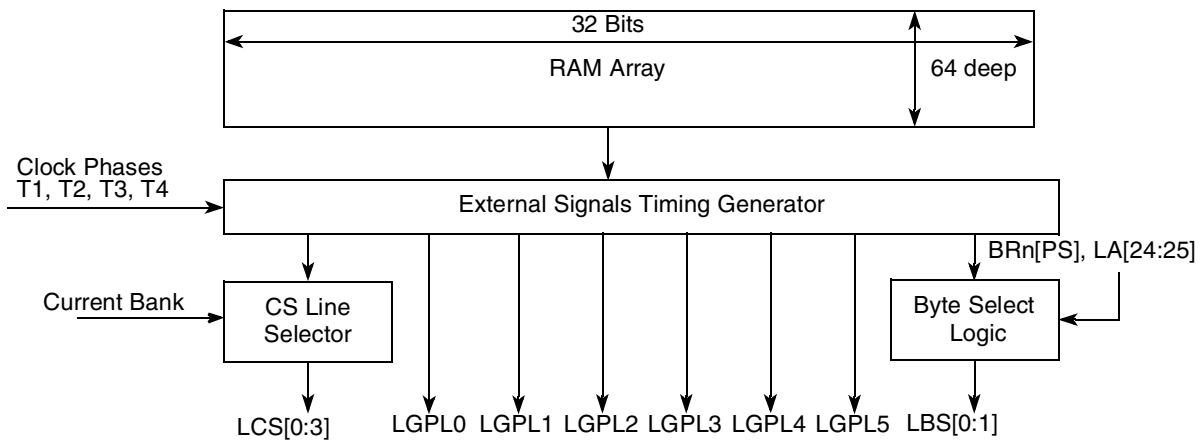 32 Bits
RAM Array
64 deep
Clock Phases
T1, T2, T3, T4
External Signals Timing Generator
BRn[PS], LA[24:25]
Current Bank
CS Line
Selector
Byte Select
Logic
LCS[0:3]
LGPL0
LGPL1
LGPL2
LGPL3
LGPL4
LGPL5
LBS[0:1]